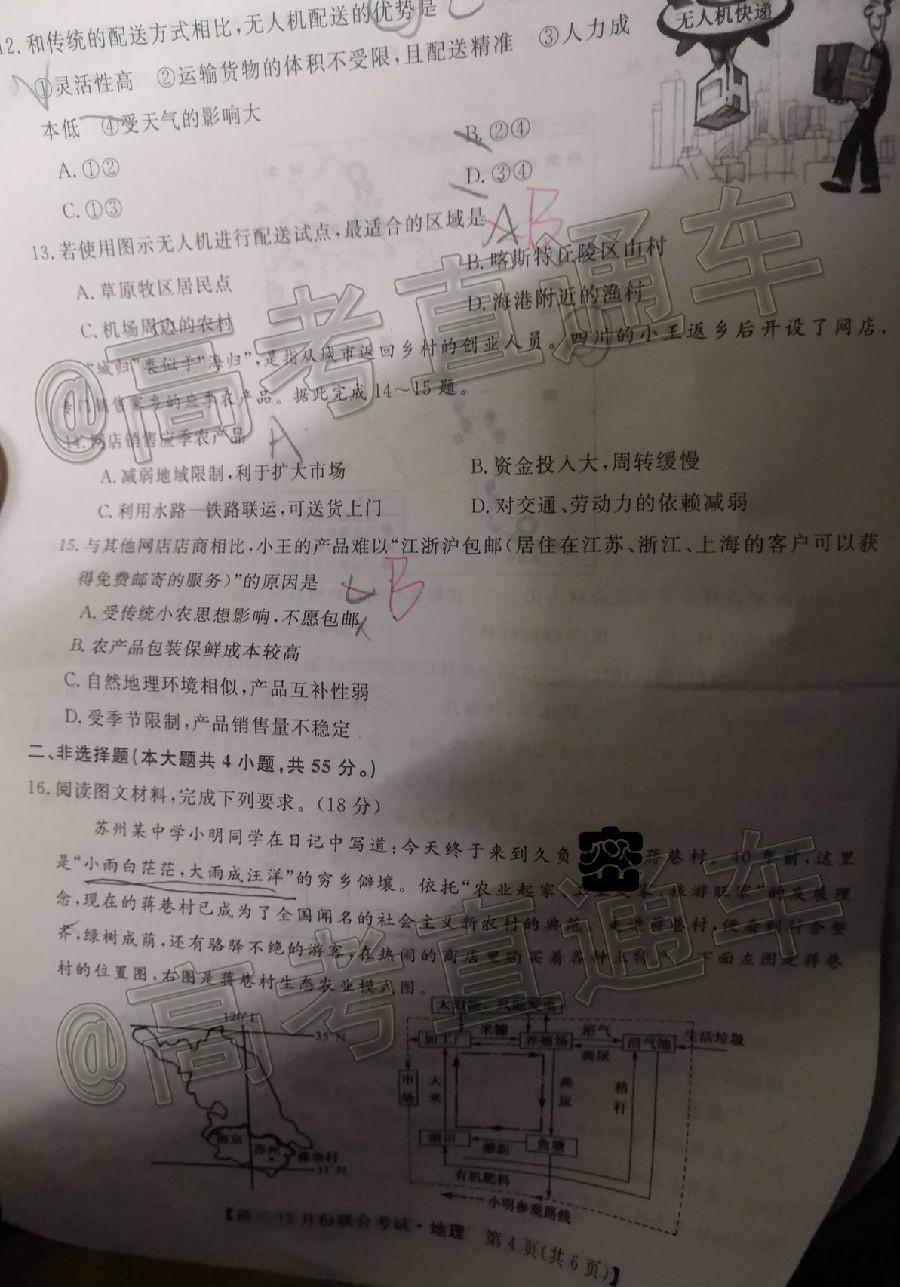 12.和传统的配送方式相比,无人机配送的优势是
①灵活性高 ②运输货物的体积不受限,且配送精准 ③人力成
本低 ④受天气的影响大
A.①② B.②④
C.①③ D.③④
无人机快递
13.若使用图示无人机进行配送试点,最适合的区域是 A B
A.草原牧区居民点 B.喀斯特丘陵区山村
C.机场周边的农村 D.海港附近的渔村
“城归”类似于“海归”,是指从城市返回乡村的创业人员。四川的小王返乡后开设了网店,
专门销售家乡的应季农产品。据此完成14~15题。
14.网店销售应季农产品 A
A.减弱地域限制,利于扩大市场 B.资金投入大,周转缓慢
C.利用水路—铁路联运,可送货上门 D.对交通、劳动力的依赖减弱
15.与其他网店店商相比,小王的产品难以“江浙沪包邮(居住在江苏、浙江、上海的客户可以获
得免费邮寄的服务)”的原因是 B
A.受传统小农思想影响,不愿包邮
B.农产品包装保鲜成本较高
C.自然地理环境相似,产品互补性弱
D.受季节限制,产品销售量不稳定
二、非选择题(本大题共4小题,共55分。)
16.阅读图文材料,完成下列要求。(18分)
苏州某中学小明同学在日记中写道:今天终于来到久负 蒋巷村。40年前,这里
是“小雨白茫茫,大雨成汪洋”的穷乡僻壤。依托“农业起家、 旅游旺家”的发展理
念,现在的蒋巷村已成为了全国闻名的社会主义新农村的典范。走进蒋巷村,便看到村舍整
齐,绿树成荫,还有骆驿不绝的游客,在热闹的商店里购买着各种 下面左图是蒋巷
村的位置图,右图是蒋巷村生态农业模式图。
120°E
35°N
南京
苏州
蒋巷村
31°N
太阳能、风能发电
加工厂 米糠 养殖场 沼气 粪尿 沼气池 生活垃圾
市场 大米 粪尿 秸秆
稻田 塘泥 鱼塘
有机肥料
小明参观路线
【高三12月份联合考试·地理 第4页(共6页)】
@高考直通车
@高考直通车